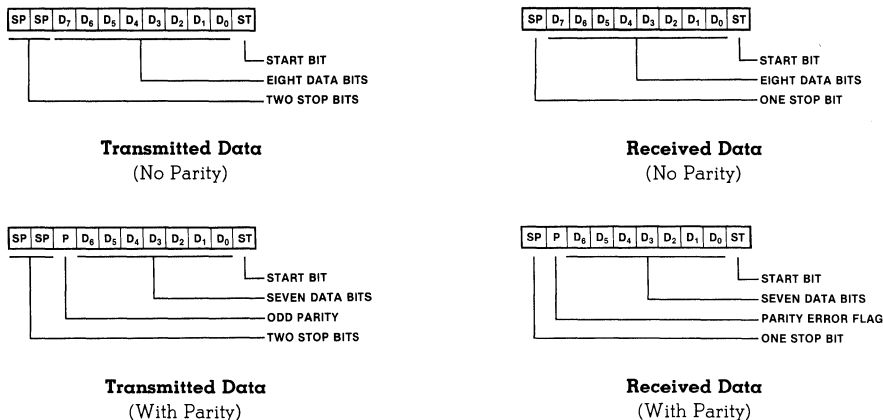 SP SP D7 D6 D5 D4 D3 D2 D1 D0 ST
START BIT
EIGHT DATA BITS
TWO STOP BITS
Transmitted Data
(No Parity)
SP D7 D6 D5 D4 D3 D2 D1 D0 ST
START BIT
EIGHT DATA BITS
ONE STOP BIT
Received Data
(No Parity)
SP SP P D6 D5 D4 D3 D2 D1 D0 ST
START BIT
SEVEN DATA BITS
ODD PARITY
TWO STOP BITS
Transmitted Data
(With Parity)
SP P D6 D5 D4 D3 D2 D1 D0 ST
START BIT
SEVEN DATA BITS
PARITY ERROR FLAG
ONE STOP BIT
Received Data
(With Parity)